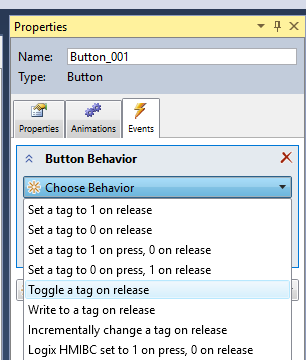 Properties
Name: Button_001
Type: Button
Properties Animations Events
Button Behavior
Choose Behavior
Set a tag to 1 on release
Set a tag to 0 on release
Set a tag to 1 on press, 0 on release
Set a tag to 0 on press, 1 on release
Toggle a tag on release
Write to a tag on release
Incrementally change a tag on release
Logix HMIBC set to 1 on press, 0 on release